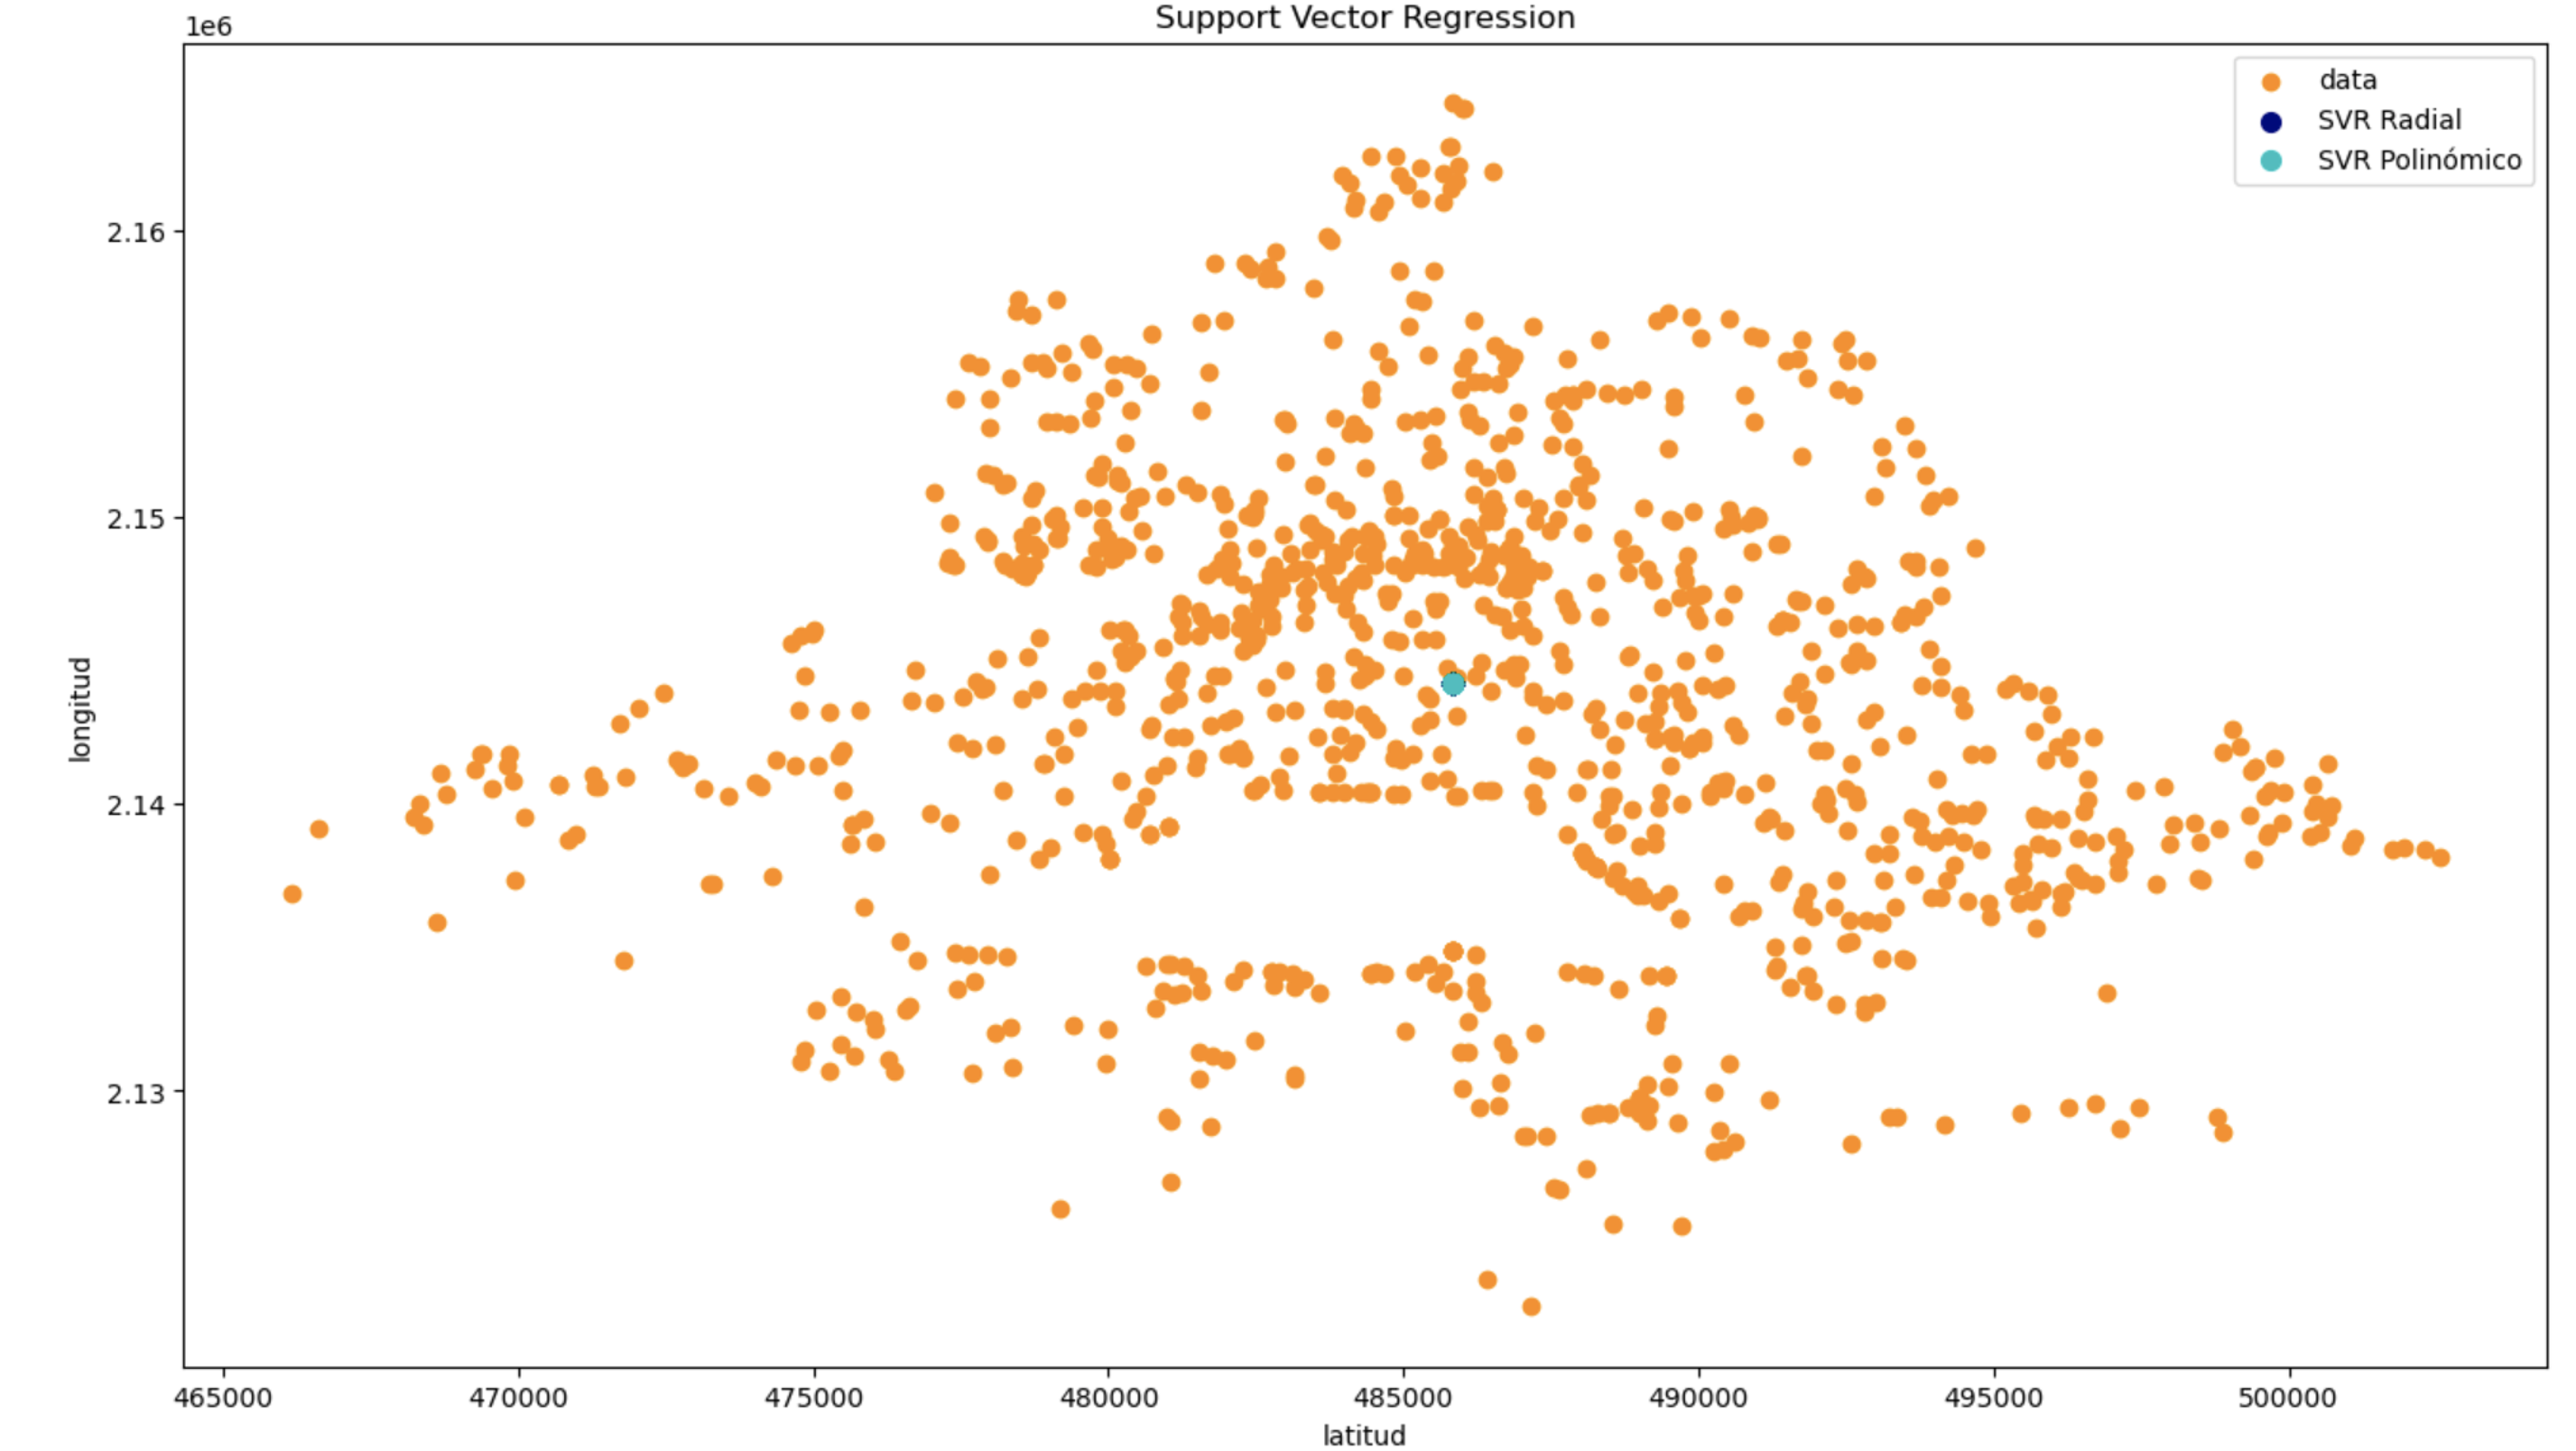 Support Vector Regression
1e6
data
SVR Radial
SVR Polinómico
2.16
2.15
2.14
2.13
longitud
465000 470000 475000 480000 485000 490000 495000 500000
latitud